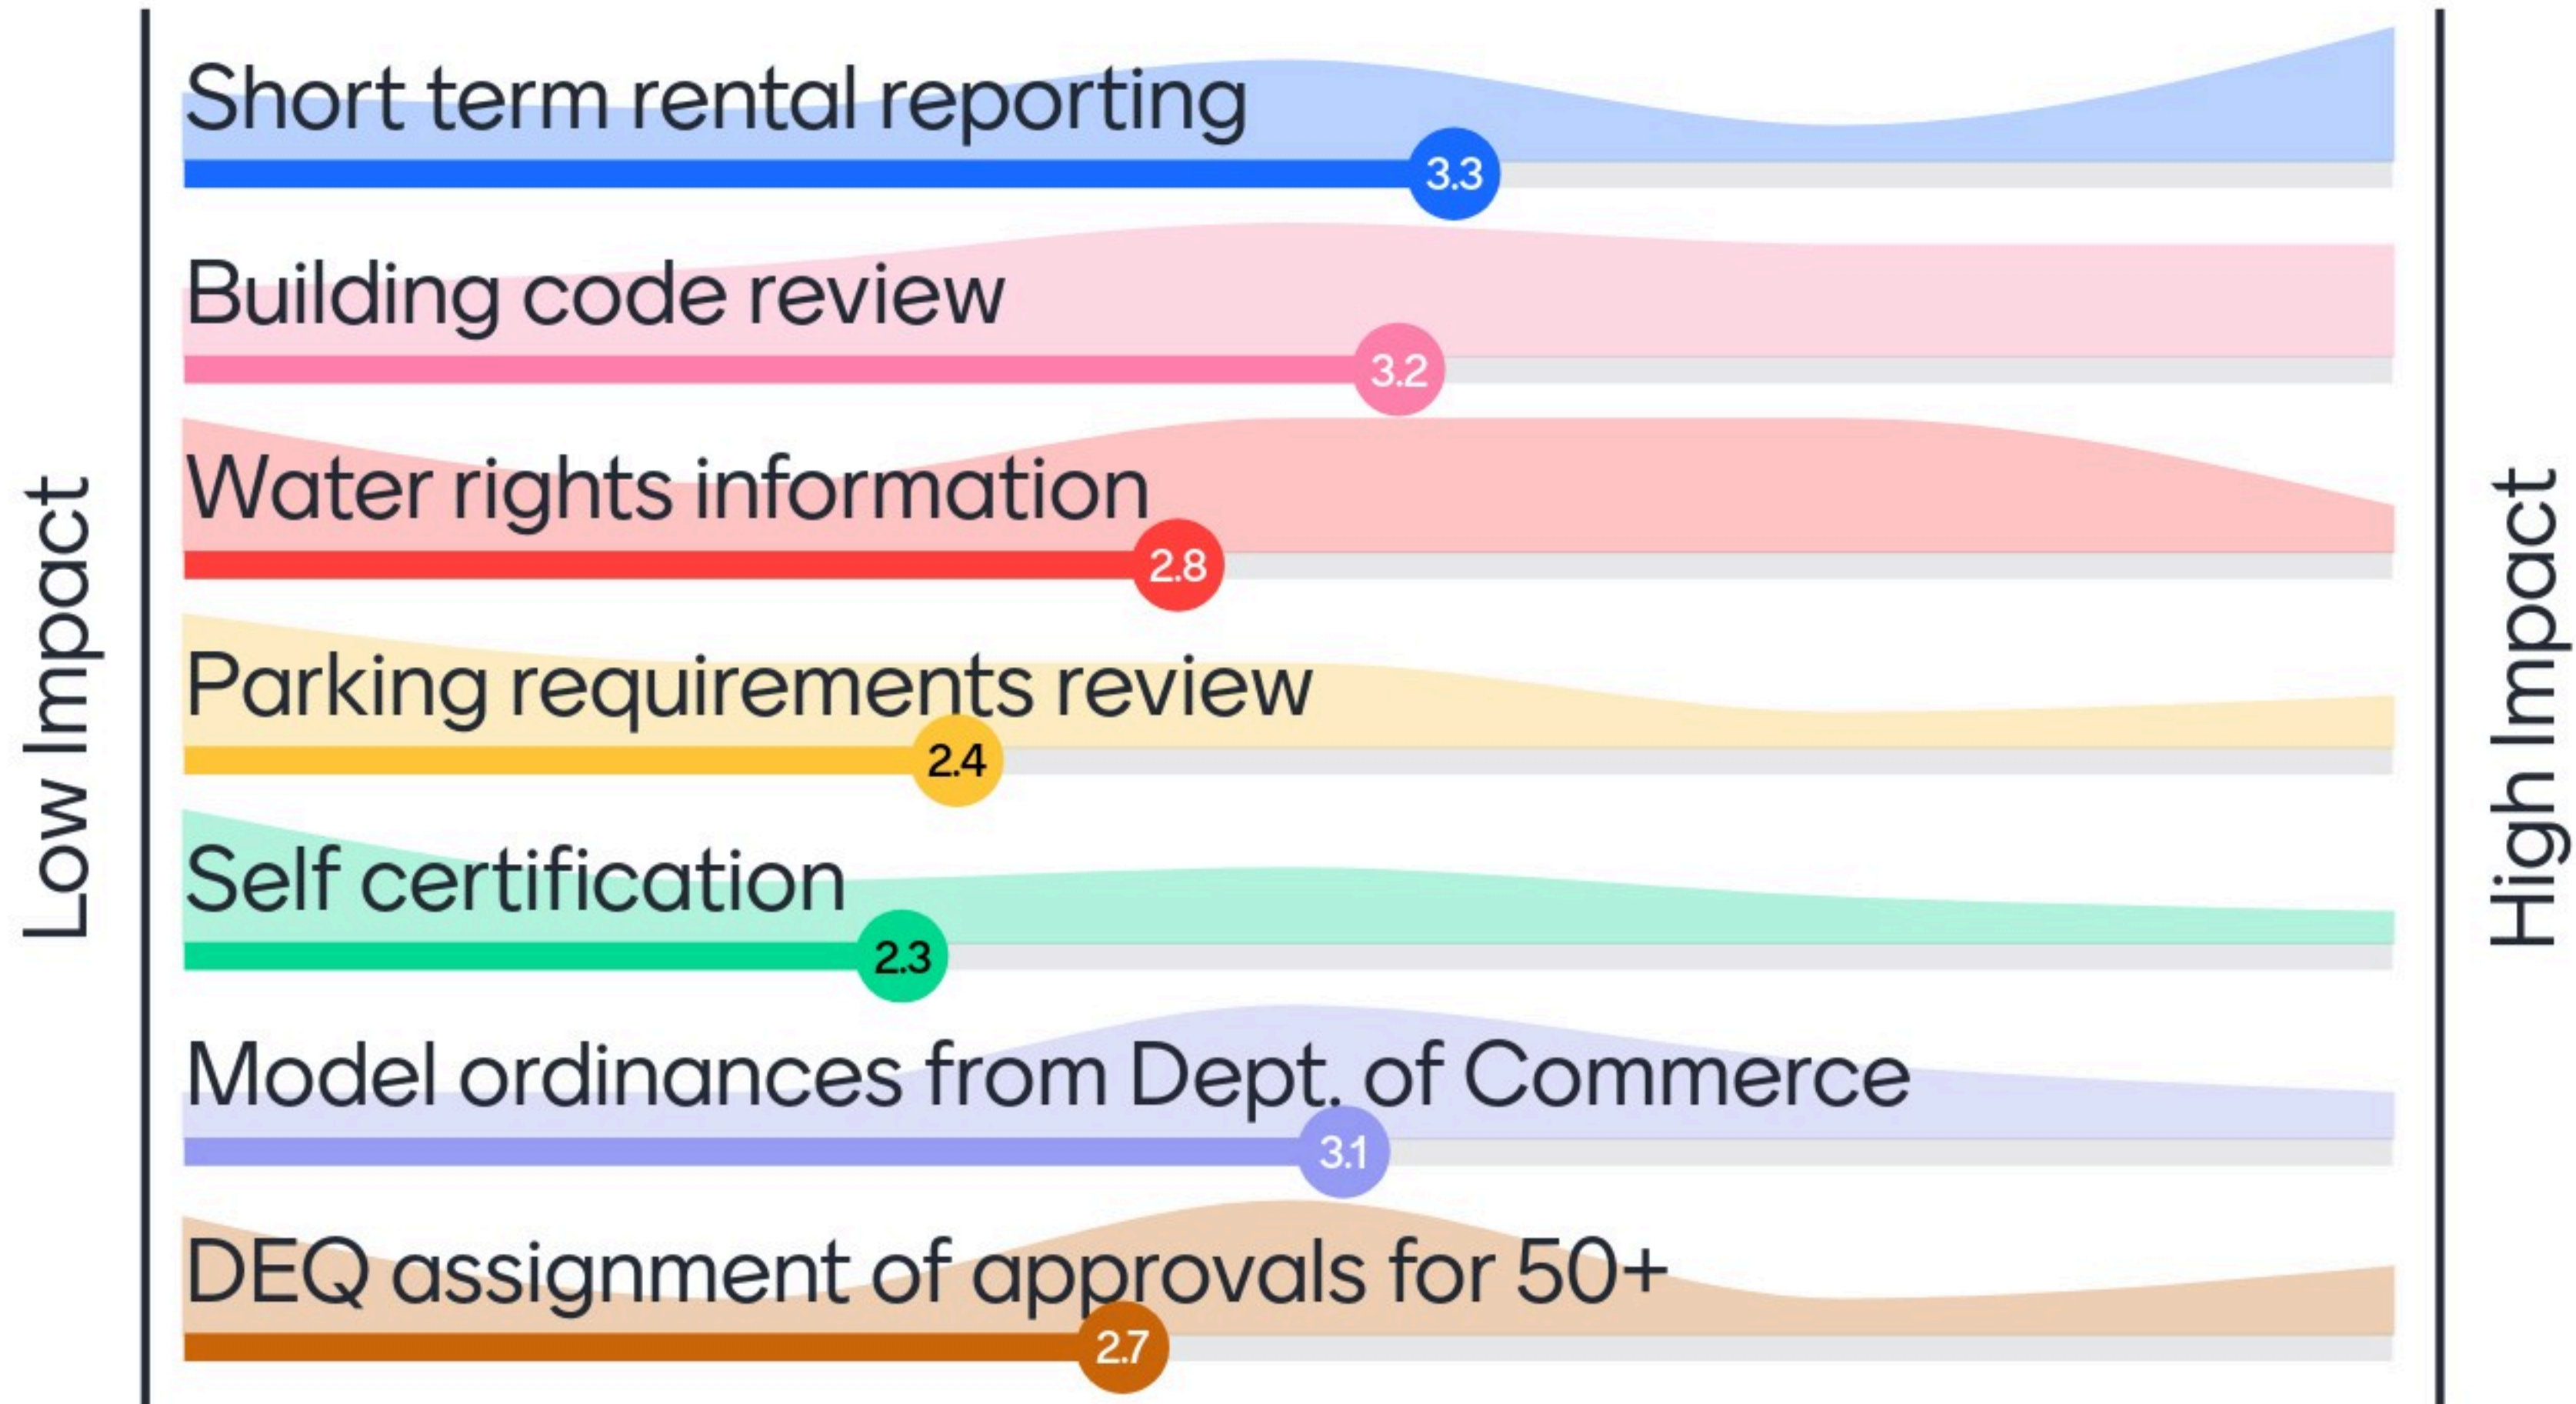 Short term rental reporting
3.3
Building code review
3.2
Water rights information
2.8
Parking requirements review
2.4
Self certification
2.3
Model ordinances from Dept. of Commerce
3.1
DEQ assignment of approvals for 50+
2.7
Low Impact
High Impact